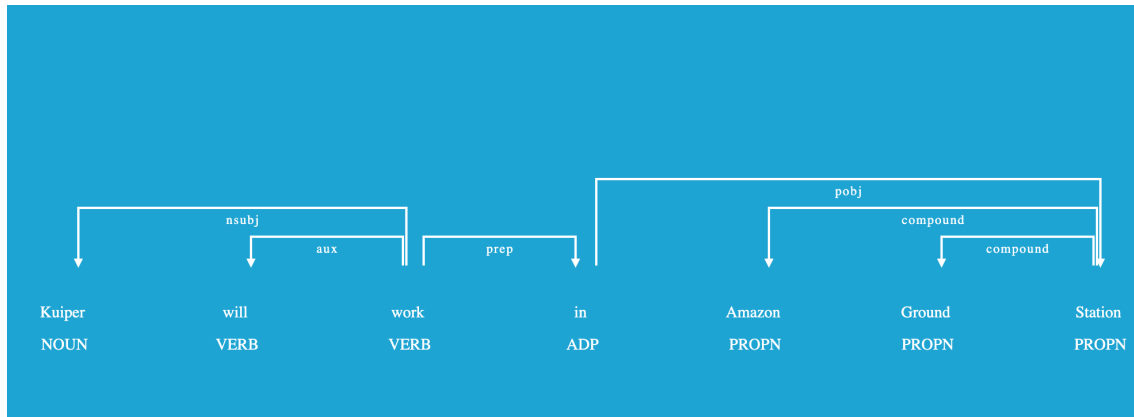 pobj
nsubj compound
aux prep compound
Kuiper will work in Amazon Ground Station
NOUN VERB VERB ADP PROPN PROPN PROPN